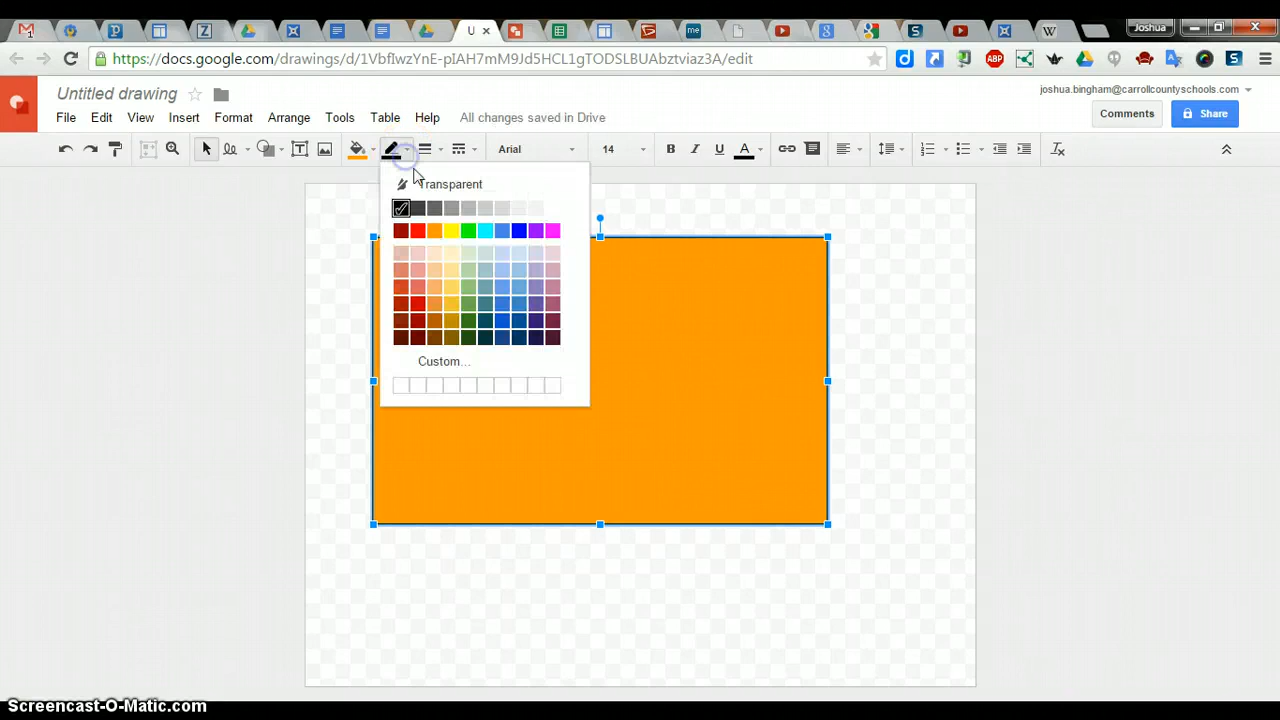 U
Joshua
https://docs.google.com/drawings/d/1VbfIwzYnE-pIAH7mM9Jd5HCL1gTODSLBUAbztviaz3A/edit
Untitled drawing
joshua.bingham@carrollcountyschools.com
File Edit View Insert Format Arrange Tools Table Help All changes saved in Drive
Comments Share
Arial 14 B I U A
Transparent
Custom...
Screencast-O-Matic.com